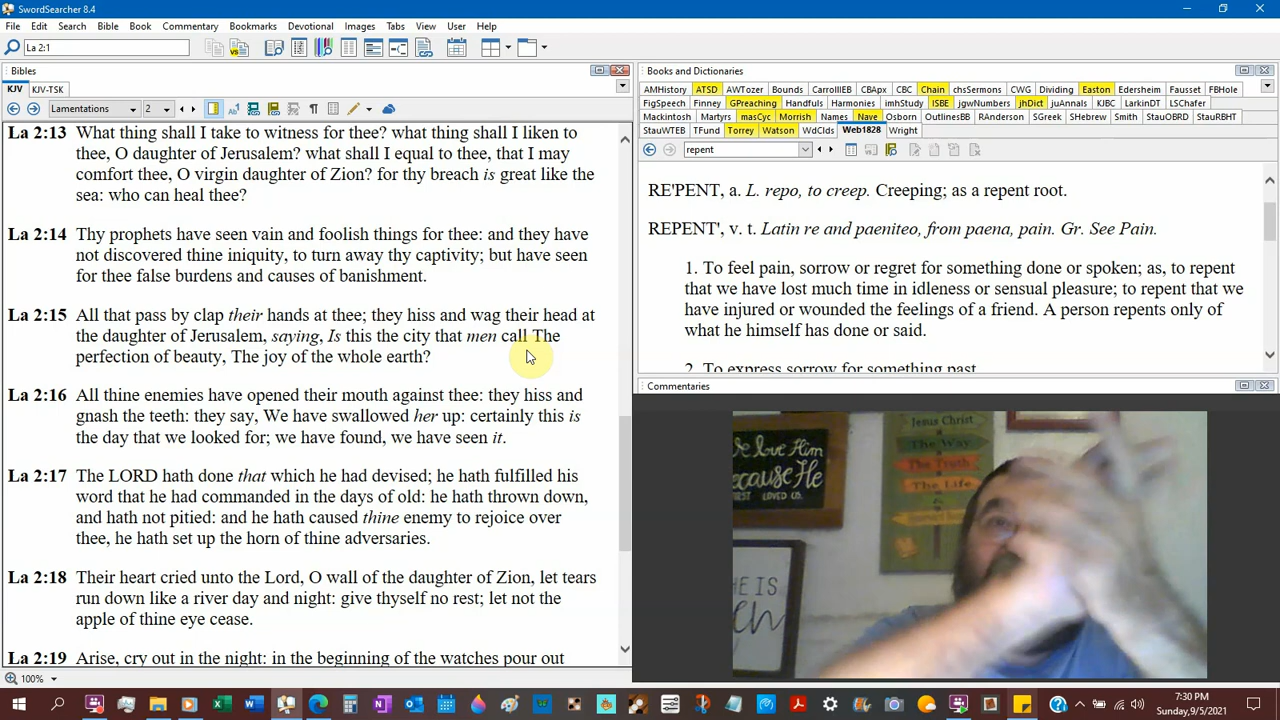 SwordSearcher 8.4
File Edit Search Bible Book Commentary Bookmarks Devotional Images Tabs View User Help
La 2:1
Bibles
KJV KJV-TSK
Lamentations 2
La 2:13 What thing shall I take to witness for thee? what thing shall I liken to
thee, O daughter of Jerusalem? what shall I equal to thee, that I may
comfort thee, O virgin daughter of Zion? for thy breach is great like the
sea: who can heal thee?
La 2:14 Thy prophets have seen vain and foolish things for thee: and they have
not discovered thine iniquity, to turn away thy captivity; but have seen
for thee false burdens and causes of banishment.
La 2:15 All that pass by clap their hands at thee; they hiss and wag their head at
the daughter of Jerusalem, saying, Is this the city that men call The
perfection of beauty, The joy of the whole earth?
La 2:16 All thine enemies have opened their mouth against thee: they hiss and
gnash the teeth: they say, We have swallowed her up: certainly this is
the day that we looked for; we have found, we have seen it.
La 2:17 The LORD hath done that which he had devised; he hath fulfilled his
word that he had commanded in the days of old: he hath thrown down,
and hath not pitied: and he hath caused thine enemy to rejoice over
thee, he hath set up the horn of thine adversaries.
La 2:18 Their heart cried unto the Lord, O wall of the daughter of Zion, let tears
run down like a river day and night: give thyself no rest; let not the
apple of thine eye cease.
La 2:19 Arise, cry out in the night: in the beginning of the watches pour out
100%
Books and Dictionaries
AMHistory ATSD AWTozer Bounds CarrollIEB CBApx CBC Chain chsSermons CWG Dividing Easton Edersheim Fausset FBHole
FigSpeech Finney GPreaching Handfuls Harmonies imhStudy ISBE jgwNumbers jhDict juAnnals KJBC LarkinDT LSChafer
Mackintosh Martyrs masCyc Morrish Names Nave Osborn OutlinesBB RAnderson SGreek SHebrew Smith StauOBRD StauRBHT
StauWTEB TFund Torrey Watson WdClds Web1828 Wright
repent
RE'PENT, a. L. repo, to creep. Creeping; as a repent root.
REPENT', v. t. Latin re and paeniteo, from paena, pain. Gr. See Pain.
1. To feel pain, sorrow or regret for something done or spoken; as, to repent
that we have lost much time in idleness or sensual pleasure; to repent that we
have injured or wounded the feelings of a friend. A person repents only of
what he himself has done or said.
2. To express sorrow for something past.
Commentaries
We love Him
because He
FIRST LOVED US.
Jesus Christ
The Way
The Truth
The Life
HE IS
7:30 PM
Sunday,9/5/2021